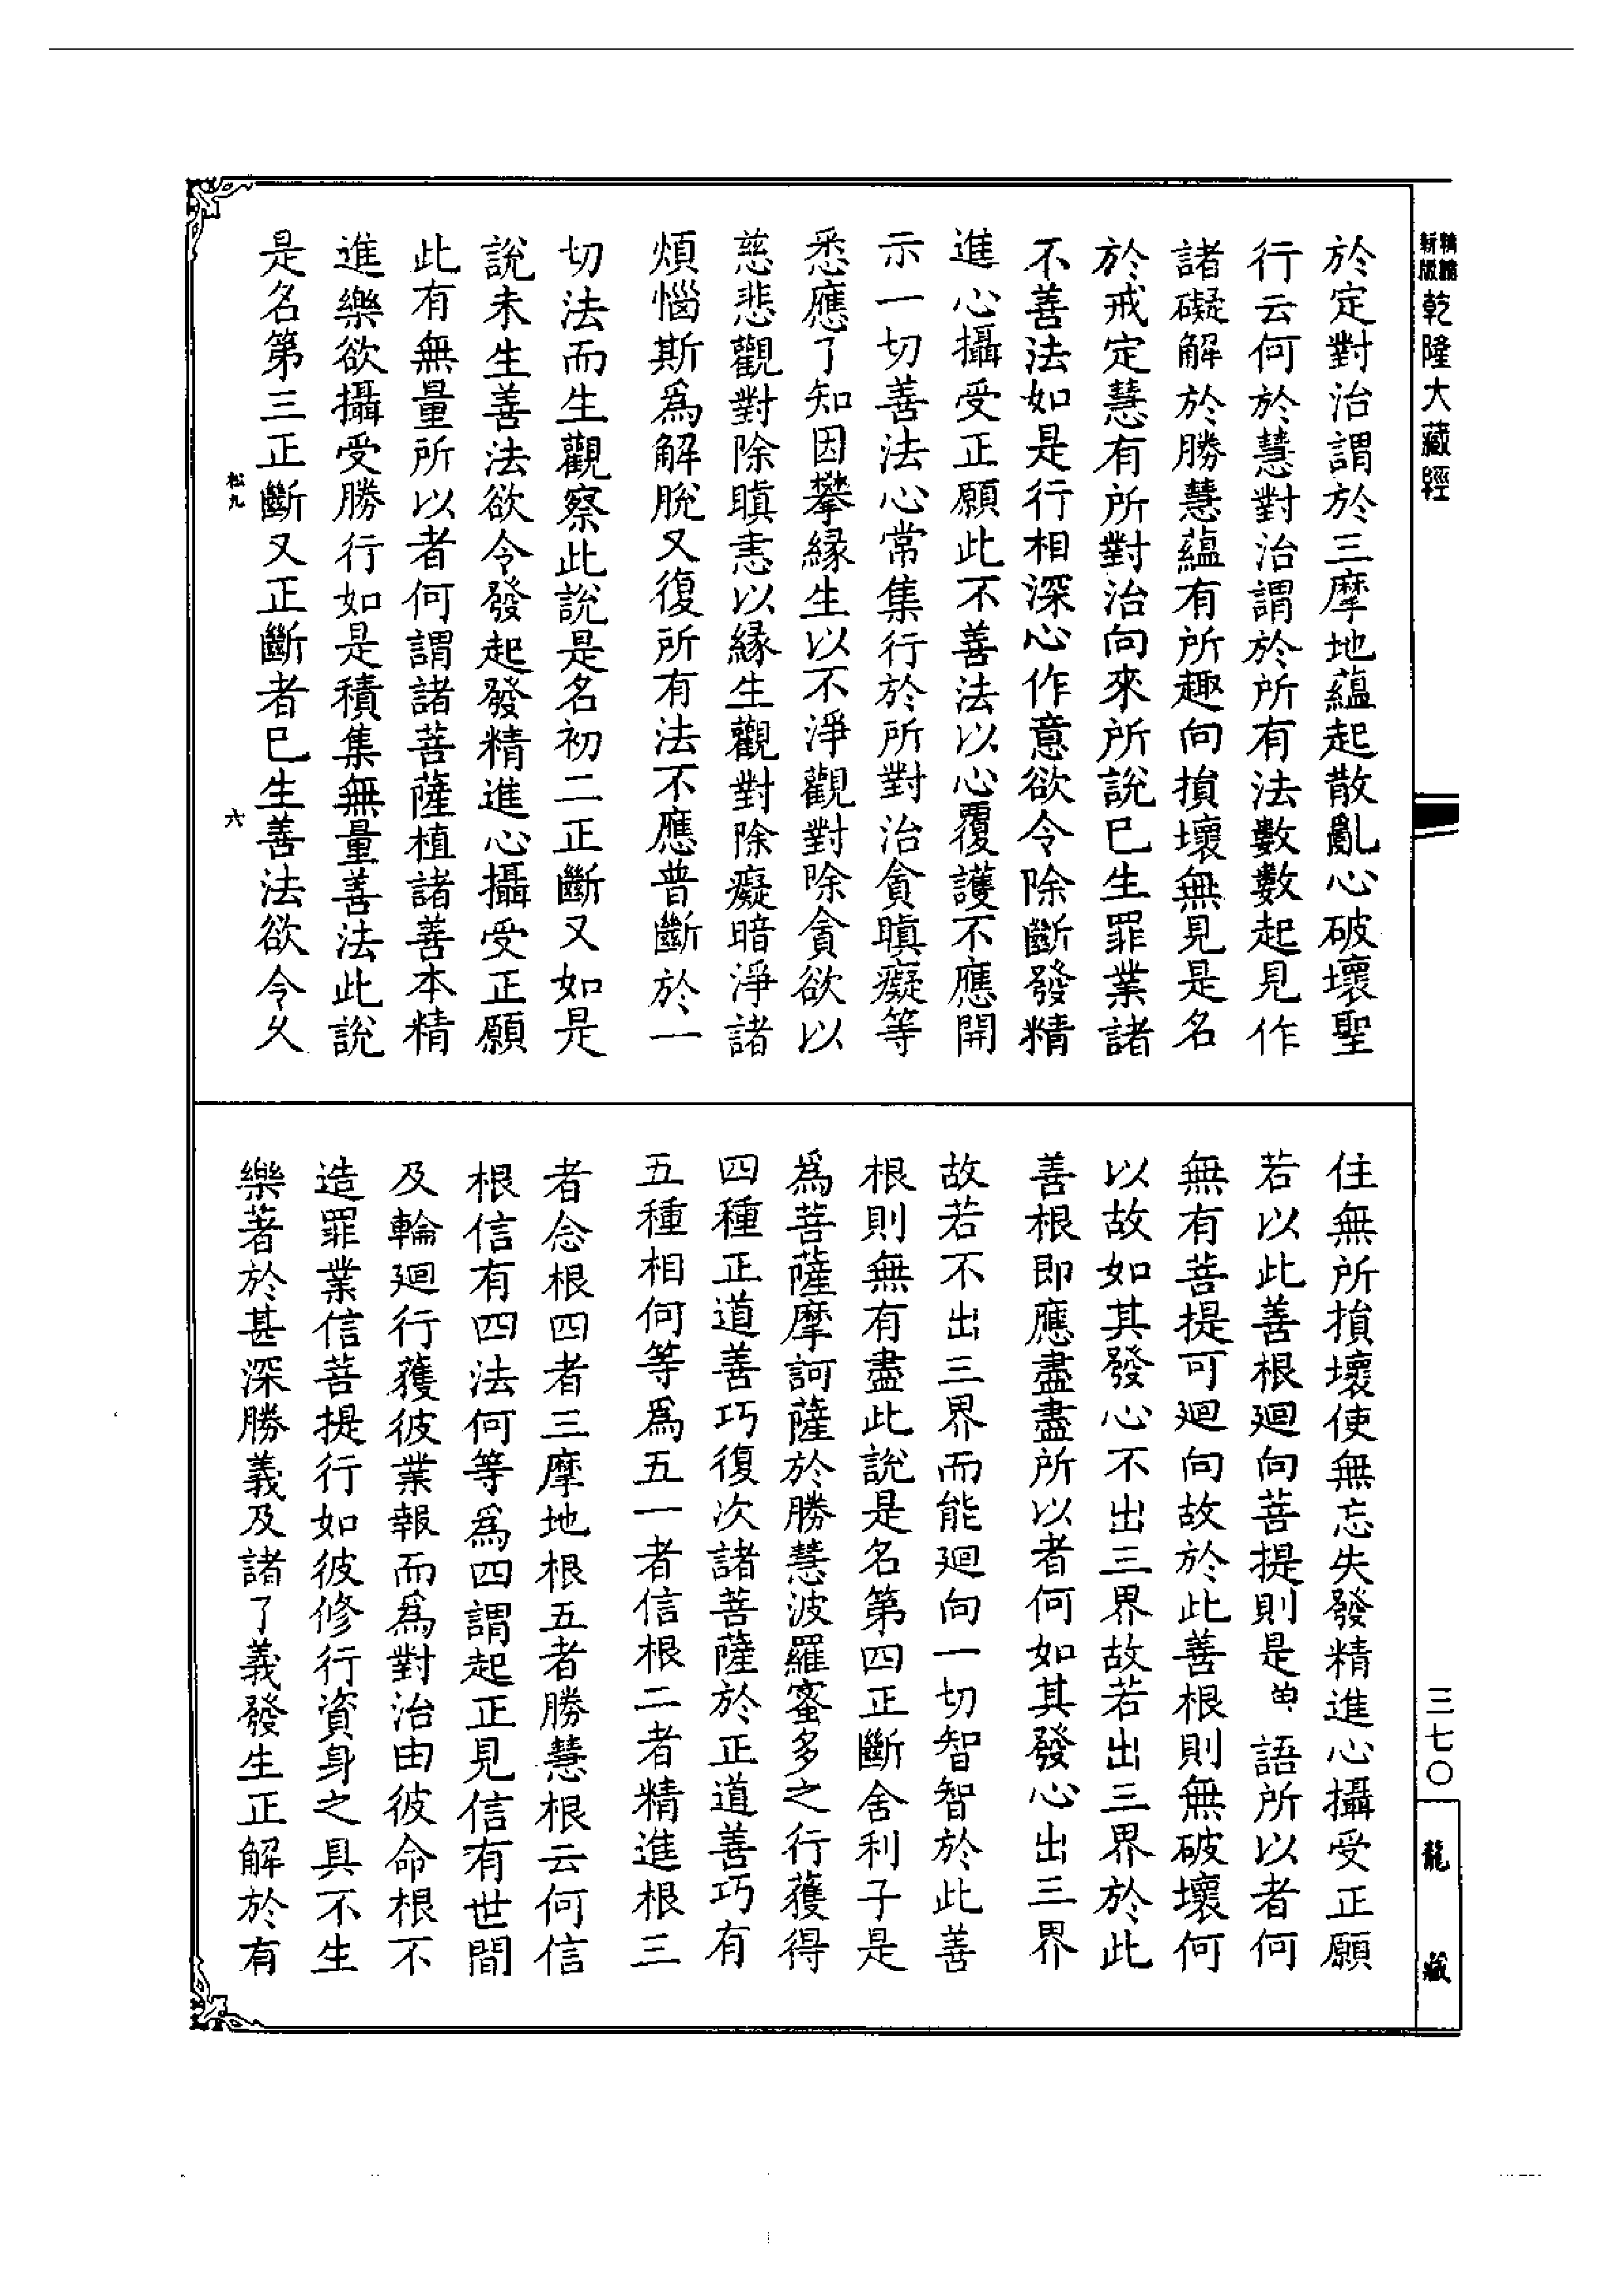 新版
精縮
乾隆大藏經
於定對治謂於三摩地蘊起散亂心破壞聖
行云何於慧對治謂於所有法數數起見作
諸礙解於勝慧蘊有所趣向損壞無見是名
於戒定慧有所對治向來所說已生罪業諸
不善法如是行相深心作意欲令除斷發精
進心攝受正願此不善法以心覆護不應開
示一切善法心常集行於所對治貪瞋癡等
悉應了知因攀緣生以不淨觀對除貪欲以
慈悲觀對除瞋恚以緣生觀對除癡暗淨諸
煩惱斯為解脫又復所有法不應普斷於一
切法而生觀察此說是名初二正斷又如是
說未生善法欲令發起發精進心攝受正願
此有無量所以者何謂諸菩薩植諸善本精
進樂欲攝受勝行如是積集無量善法此說
是名第三正斷又正斷者已生善法欲令久
松九
六
住無所損壞使無忘失發精進心攝受正願
若以此善根廻向菩提則是語所以者何
無有菩提可廻向故於此善根則無破壞何
以故如其發心不出三界故若出三界於此
善根即應盡盡所以者何如其發心出三界
故若不出三界而能廻向一切智智於此善
根則無有盡此說是名第四正斷舍利子是
為菩薩摩訶薩於勝慧波羅蜜多之行獲得
四種正道善巧復次諸菩薩於正道善巧有
五種相何等為五一者信根二者精進根三
者念根四者三摩地根五者勝慧根云何信
根信有四法何等為四謂起正見信有世間
及輪廻行獲彼業報而為對治由彼命根不
造罪業信菩提行如彼修行資身之具不生
樂著於甚深勝義及諸了義發生正解於有
三七〇
龍藏